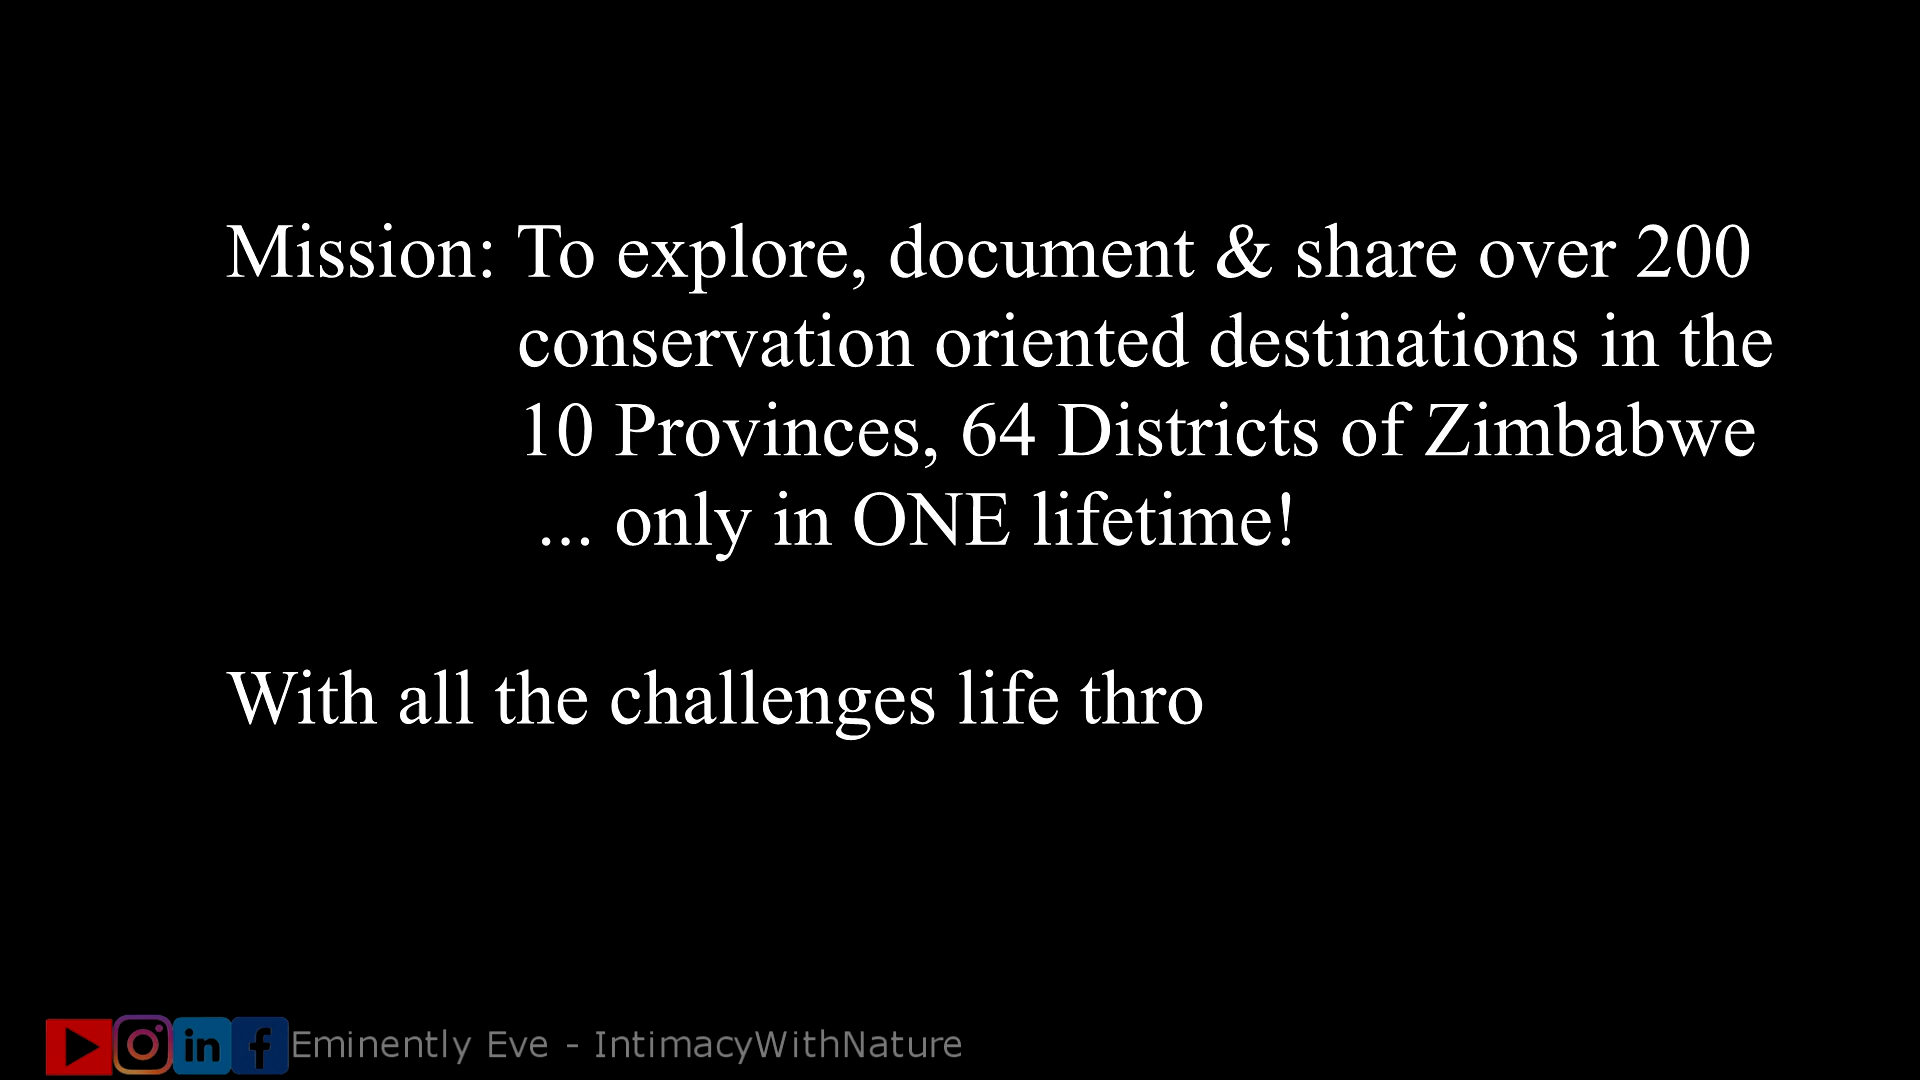 Mission: To explore, document & share over 200
conservation oriented destinations in the
10 Provinces, 64 Districts of Zimbabwe
... only in ONE lifetime!
With all the challenges life thro
Eminently Eve - IntimacyWithNature